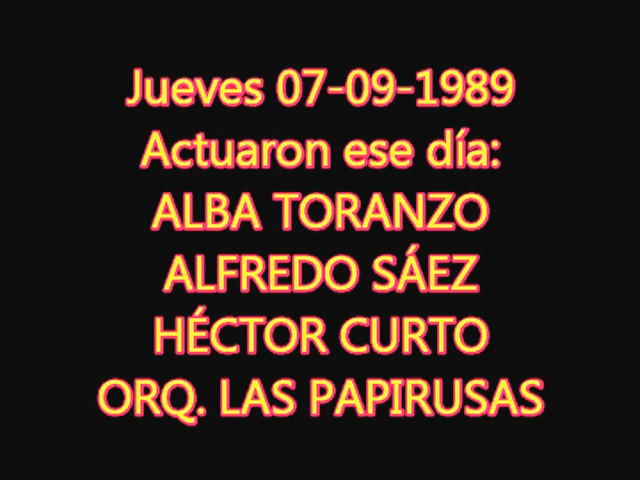 Jueves 07-09-1989
Actuaron ese día:
ALBA TORANZO
ALFREDO SÁEZ
HÉCTOR CURTO
ORQ. LAS PAPIRUSAS